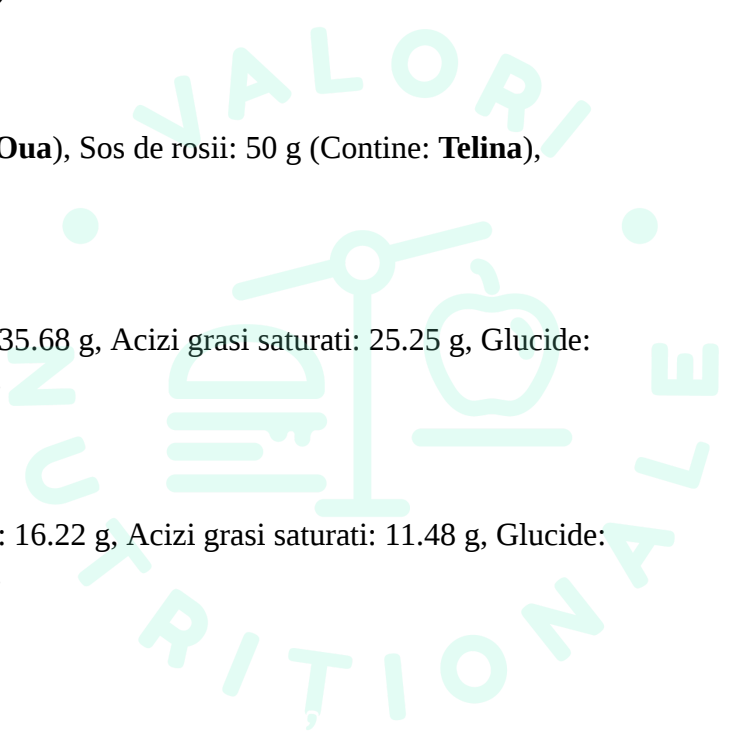 VALORI
Oua), Sos de rosii: 50 g (Contine: Telina),
35.68 g, Acizi grasi saturati: 25.25 g, Glucide:
: 16.22 g, Acizi grasi saturati: 11.48 g, Glucide:
NUTRITIONALE